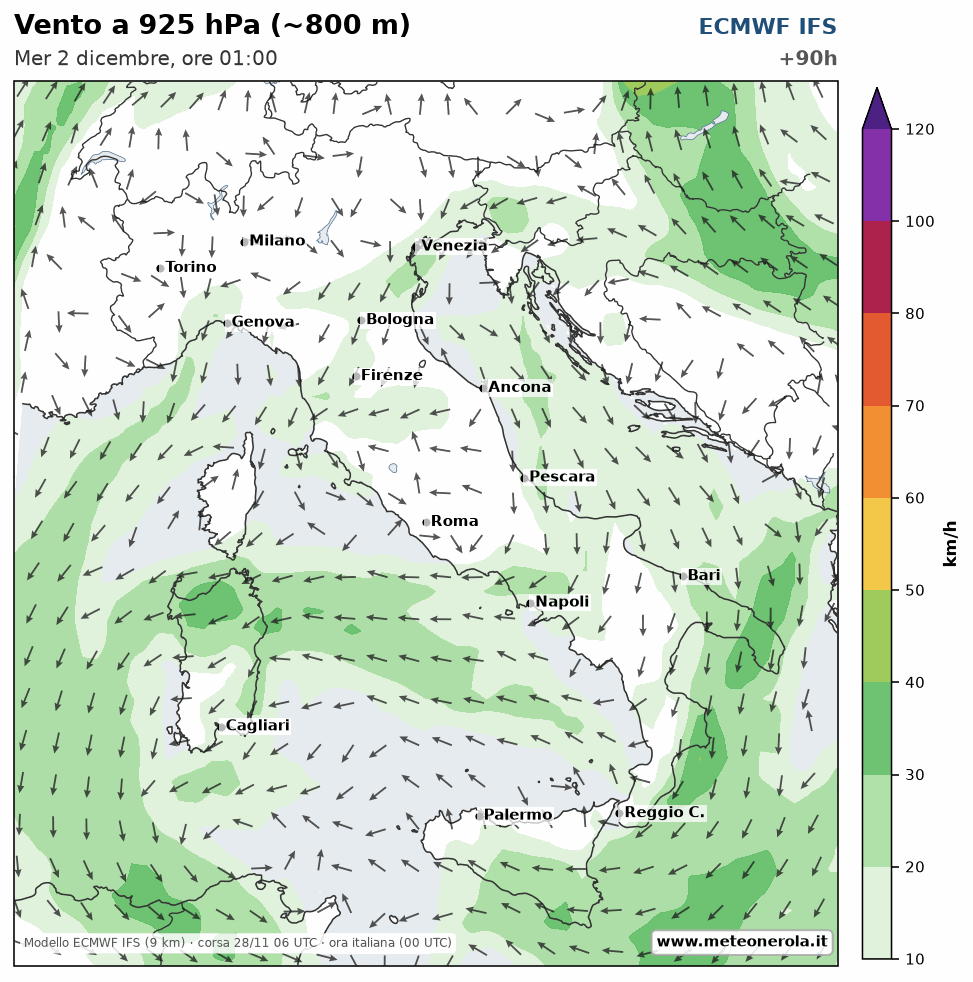 Vento a 925 hPa (~800 m)
ECMWF IFS
Mer 2 dicembre, ore 01:00
+90h
Milano
Venezia
Torino
Genova
Bologna
Firenze
Ancona
Pescara
Roma
Bari
Napoli
Cagliari
Palermo
Reggio C.
Modello ECMWF IFS (9 km) · corsa 28/11 06 UTC · ora italiana (00 UTC)
www.meteonerola.it
120
100
80
70
60
50
40
30
20
10
km/h